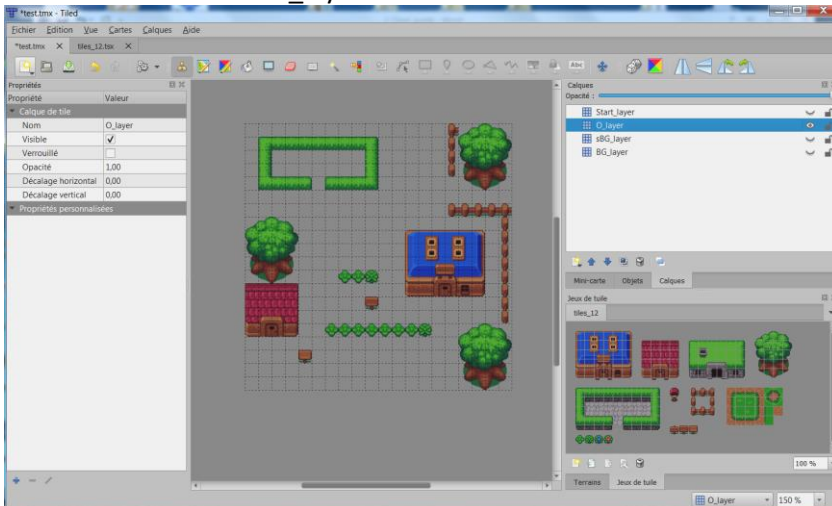 *test.tmx - Tiled
Fichier Edition Vue Cartes Calques Aide
*test.tmx X tiles_12.tsx X
Abc
Propriétés
Propriété Valeur
Calque de tile
Nom O_layer
Visible
Verrouillé
Opacité 1,00
Décalage horizontal 0,00
Décalage vertical 0,00
Propriétés personnalisées
Calques
Opacité :
Start_layer
O_layer
sBG_layer
BG_layer
Mini-carte Objets Calques
Jeux de tuile
tiles_12
100 %
Terrains Jeux de tuile
O_layer 150 %